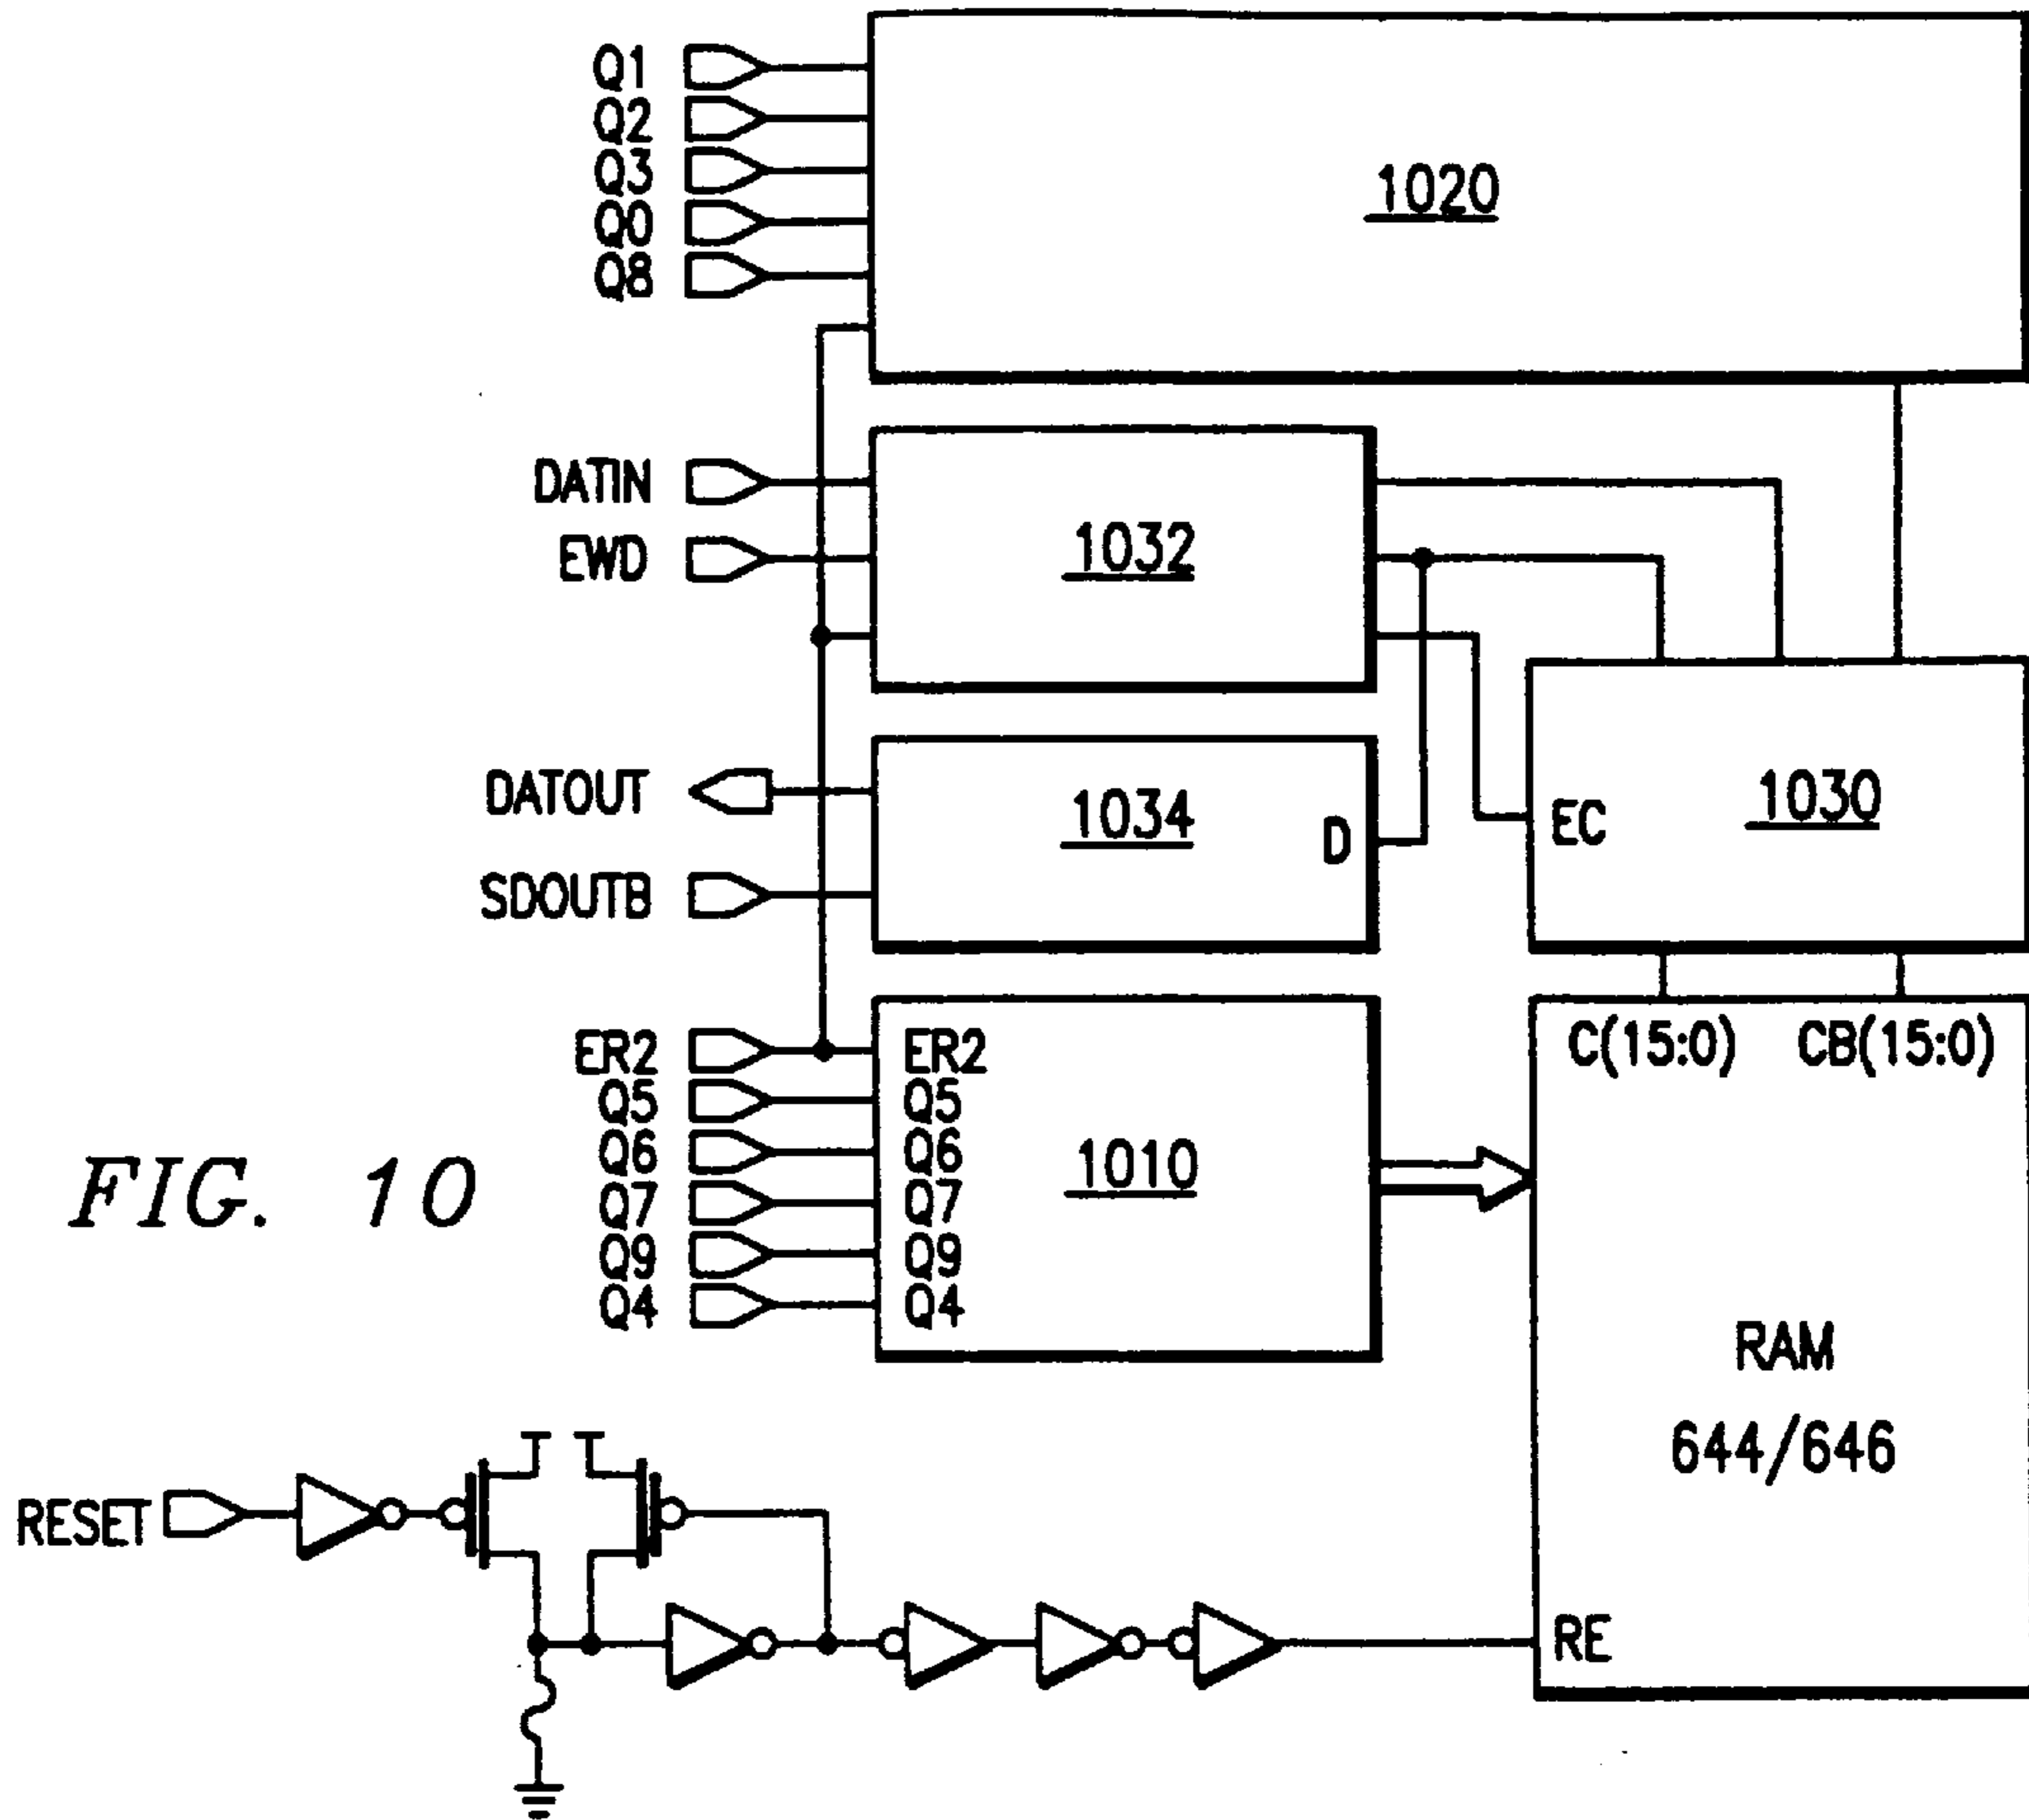 Q1
Q2
Q3
Q0
Q8
1020
DATIN
EWD
1032
DATOUT
SDOUTB
1034
D
EC
1030
C(15:0) CB(15:0)
ER2 ER2
Q5 Q5
Q6 Q6
Q7 Q7
Q9 Q9
Q4 Q4
1010
RAM
644/646
FIG. 10
RESET
RE